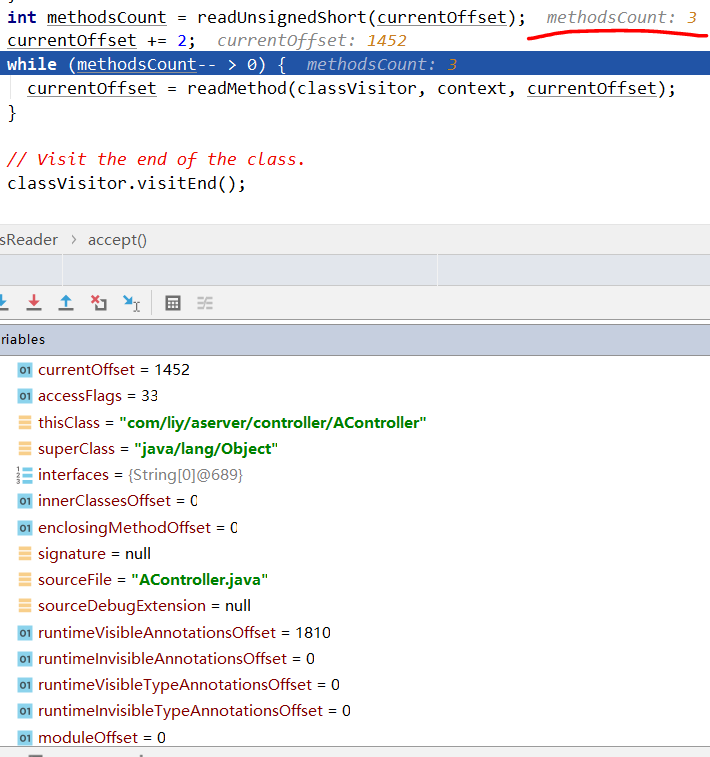 int methodsCount = readUnsignedShort(currentOffset); methodsCount: 3
currentOffset += 2; currentOffset: 1452
while (methodsCount-- > 0) { methodsCount: 3
currentOffset = readMethod(classVisitor, context, currentOffset);
}
// Visit the end of the class.
classVisitor.visitEnd();
sReader > accept()
riables
currentOffset = 1452
accessFlags = 33
thisClass = "com/liy/aserver/controller/AController"
superClass = "java/lang/Object"
interfaces = {String[0]@689}
innerClassesOffset = 0
enclosingMethodOffset = 0
signature = null
sourceFile = "AController.java"
sourceDebugExtension = null
runtimeVisibleAnnotationsOffset = 1810
runtimeInvisibleAnnotationsOffset = 0
runtimeVisibleTypeAnnotationsOffset = 0
runtimeInvisibleTypeAnnotationsOffset = 0
moduleOffset = 0